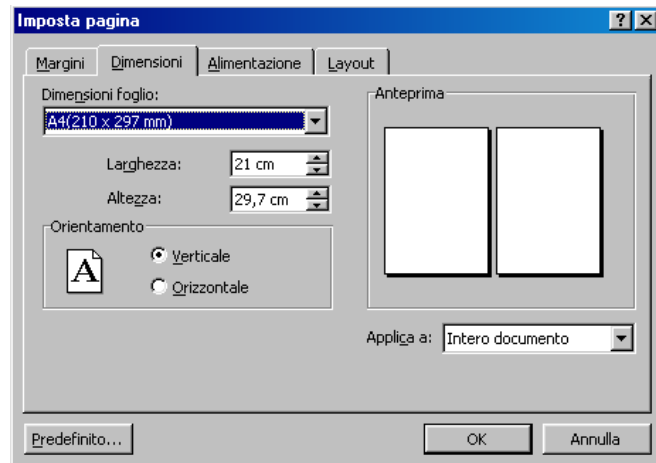 Imposta pagina
Margini Dimensioni Alimentazione Layout
Dimensioni foglio:
A4(210 x 297 mm)
Larghezza: 21 cm
Altezza: 29,7 cm
Orientamento
A
Verticale
Orizzontale
Anteprima
Applica a: Intero documento
Predefinito... OK Annulla